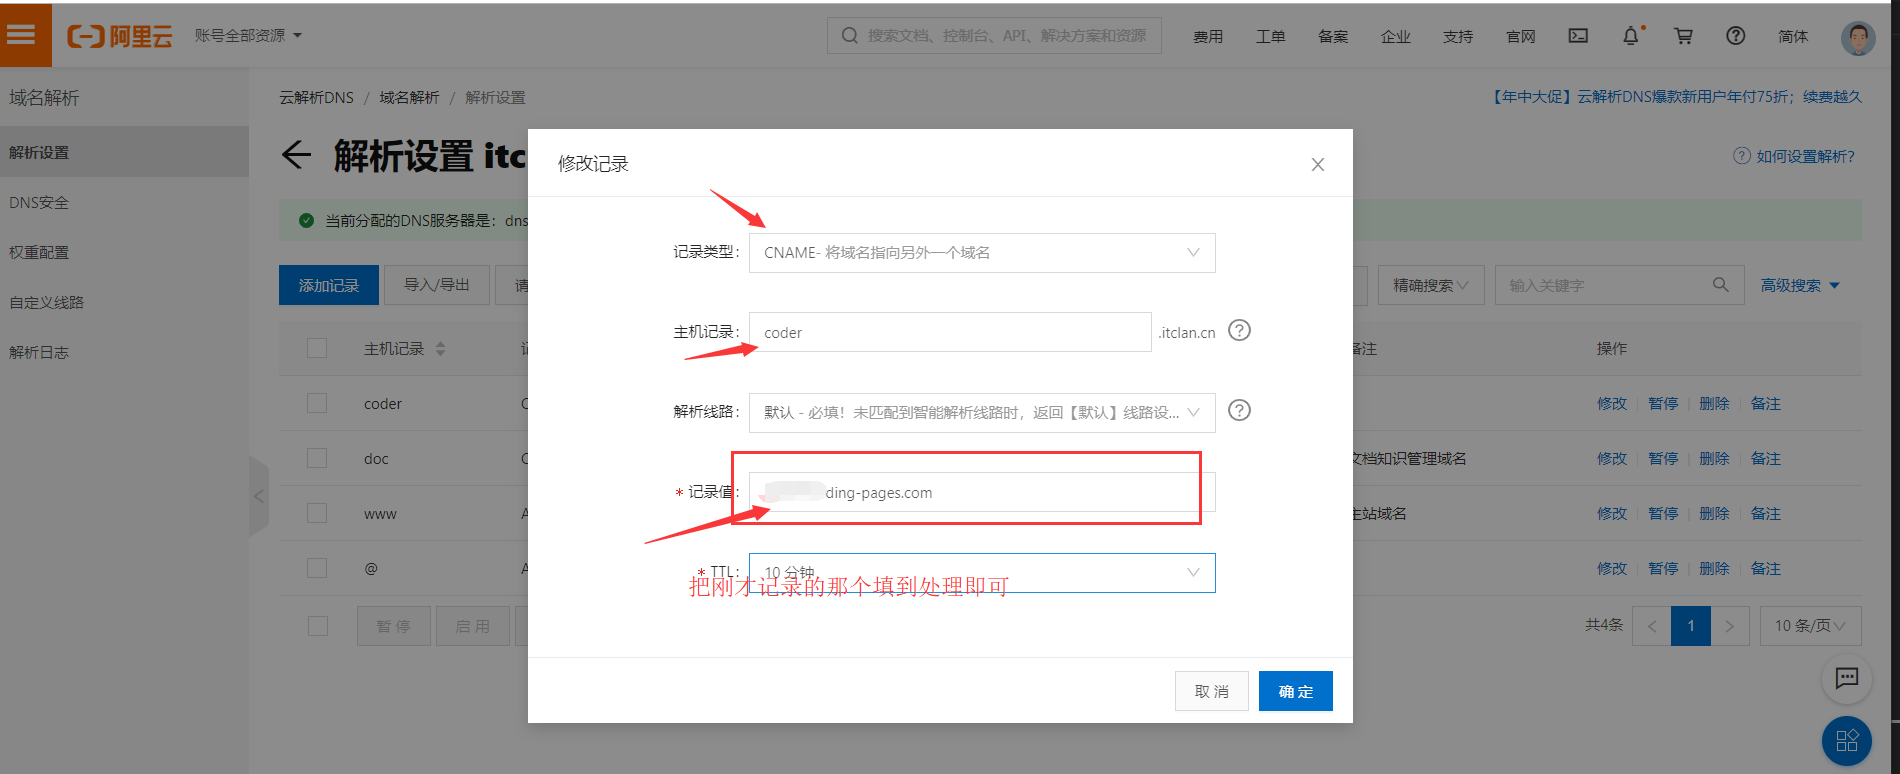 阿里云 账号全部资源 搜索文档、控制台、API、解决方案和资源 费用 工单 备案 企业 支持 官网 简体
域名解析
云解析DNS / 域名解析 / 解析设置 【年中大促】云解析DNS爆款新用户年付75折；续费越久
解析设置
解析设置 itc 如何设置解析?
DNS安全
当前分配的DNS服务器是：dns
权重配置
添加记录 导入/导出 请 精确搜索 输入关键字 高级搜索
自定义线路
解析日志
主机记录 备注 操作
coder 修改 暂停 删除 备注
doc 文档知识管理域名 修改 暂停 删除 备注
www A 主站域名 修改 暂停 删除 备注
@ A 修改 暂停 删除 备注
暂停 启用 共4条 < 1 > 10 条/页
修改记录
记录类型： CNAME- 将域名指向另外一个域名
主机记录： coder .itclan.cn
解析线路： 默认 - 必填！未匹配到智能解析线路时，返回【默认】线路设...
* 记录值： ding-pages.com
* TTL： 10 分钟
把刚才记录的那个填到处理即可
取消 确定